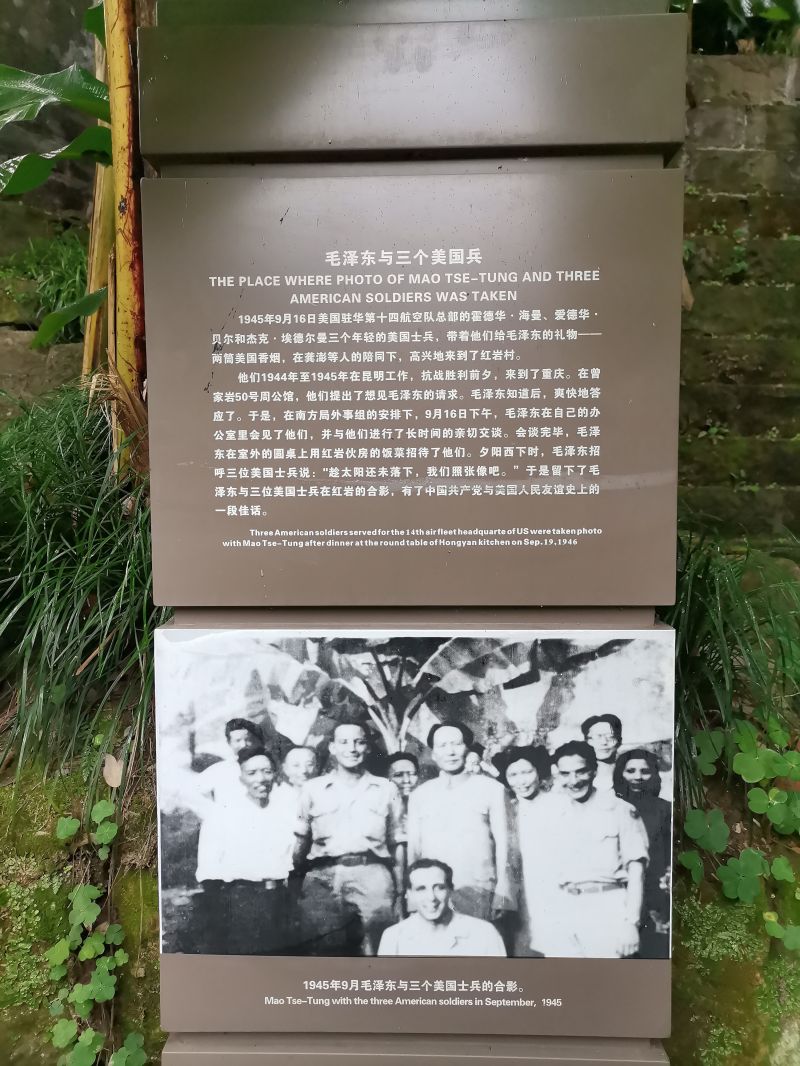 毛泽东与三个美国兵
THE PLACE WHERE PHOTO OF MAO TSE-TUNG AND THREE
AMERICAN SOLDIERS WAS TAKEN
1945年9月16日美国驻华第十四航空队总部的霍德华·海曼、爱德华·
贝尔和杰克·埃德尔曼三个年轻的美国士兵，带着他们给毛泽东的礼物——
两筒美国香烟，在龚澎等人的陪同下，高兴地来到了红岩村。
他们1944年至1945年在昆明工作，抗战胜利前夕，来到了重庆。在曾
家岩50号周公馆，他们提出了想见毛泽东的请求。毛泽东知道后，爽快地答
应了。于是，在南方局外事组的安排下，9月16日下午，毛泽东在自己的办
公室里会见了他们，并与他们进行了长时间的亲切交谈。会谈完毕，毛泽
东在室外的圆桌上用红岩伙房的饭菜招待了他们。夕阳西下时，毛泽东招
呼三位美国士兵说："趁太阳还未落下，我们照张像吧。"于是留下了毛
泽东与三位美国士兵在红岩的合影，有了中国共产党与美国人民友谊史上的
一段佳话。
Three American soldiers served for the 14th air fleet headquarte of US were taken photo
with Mao Tse-Tung after dinner at the round table of Hongyan kitchen on Sep.19,1946
1945年9月毛泽东与三个美国士兵的合影。
Mao Tse-Tung with the three American soldiers in September, 1945